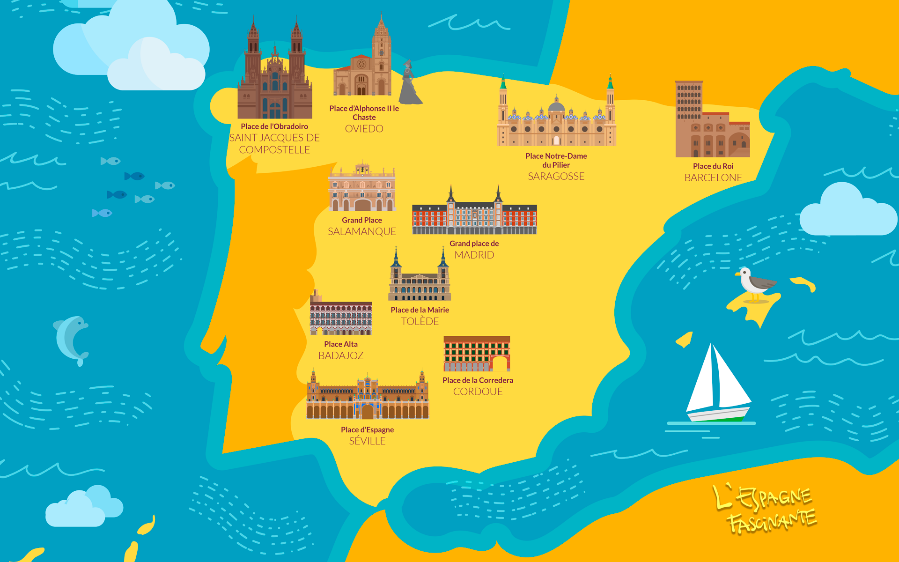 Place de l'Obradoiro
SAINT JACQUES DE
COMPOSTELLE
Place d'Alphonse II le
Chaste
OVIEDO
Place Notre-Dame
du Pilier
SARAGOSSE
Place du Roi
BARCELONE
Grand Place
SALAMANQUE
Grand place de
MADRID
Place de la Mairie
TOLÈDE
Place Alta
BADAJOZ
Place de la Corredera
CORDOUE
Place d'Espagne
SÉVILLE
L'ESPAGNE
FASCINANTE